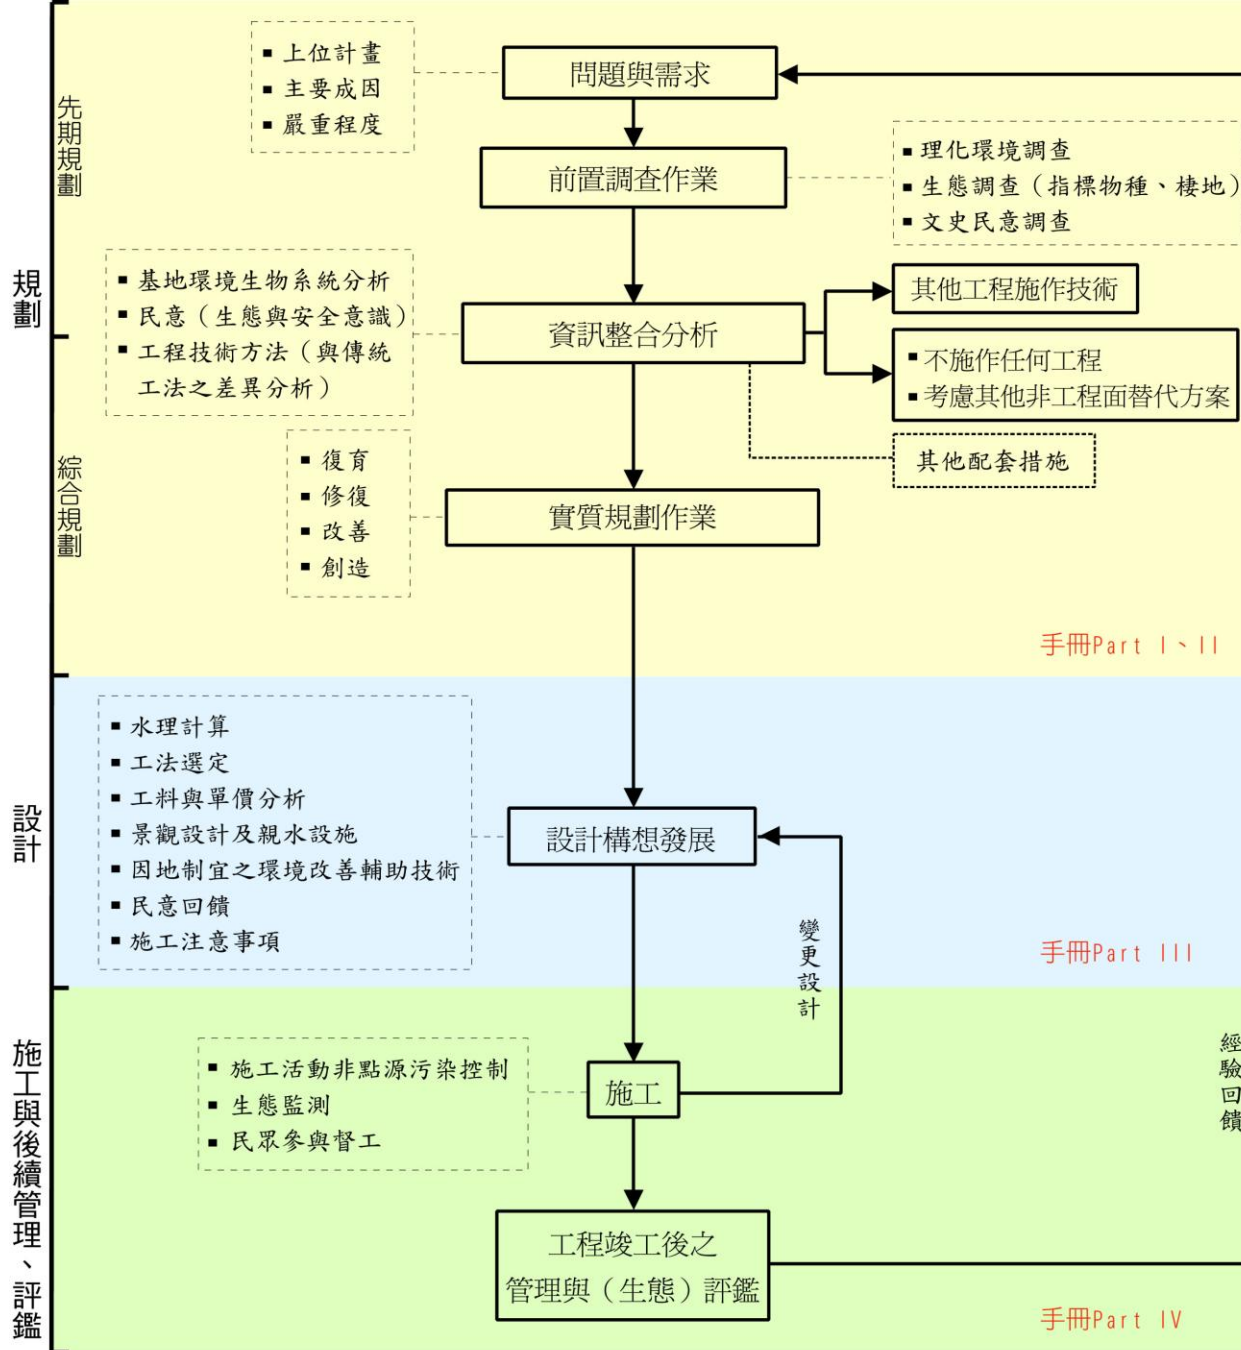 規劃
先期規劃
上位計畫
主要成因
嚴重程度
問題與需求
前置調查作業
理化環境調查
生態調查（指標物種、棲地）
文史民意調查
基地環境生物系統分析
民意（生態與安全意識）
工程技術方法（與傳統
工法之差異分析）
資訊整合分析
其他工程施作技術
不施作任何工程
考慮其他非工程面替代方案
其他配套措施
綜合規劃
復育
修復
改善
創造
實質規劃作業
手冊Part I、II
設計
水理計算
工法選定
工料與單價分析
景觀設計及親水設施
因地制宜之環境改善輔助技術
民意回饋
施工注意事項
設計構想發展
變更設計
手冊Part III
施工與後續管理、評鑑
施工活動非點源污染控制
生態監測
民眾參與督工
施工
經驗回饋
工程竣工後之
管理與（生態）評鑑
手冊Part IV